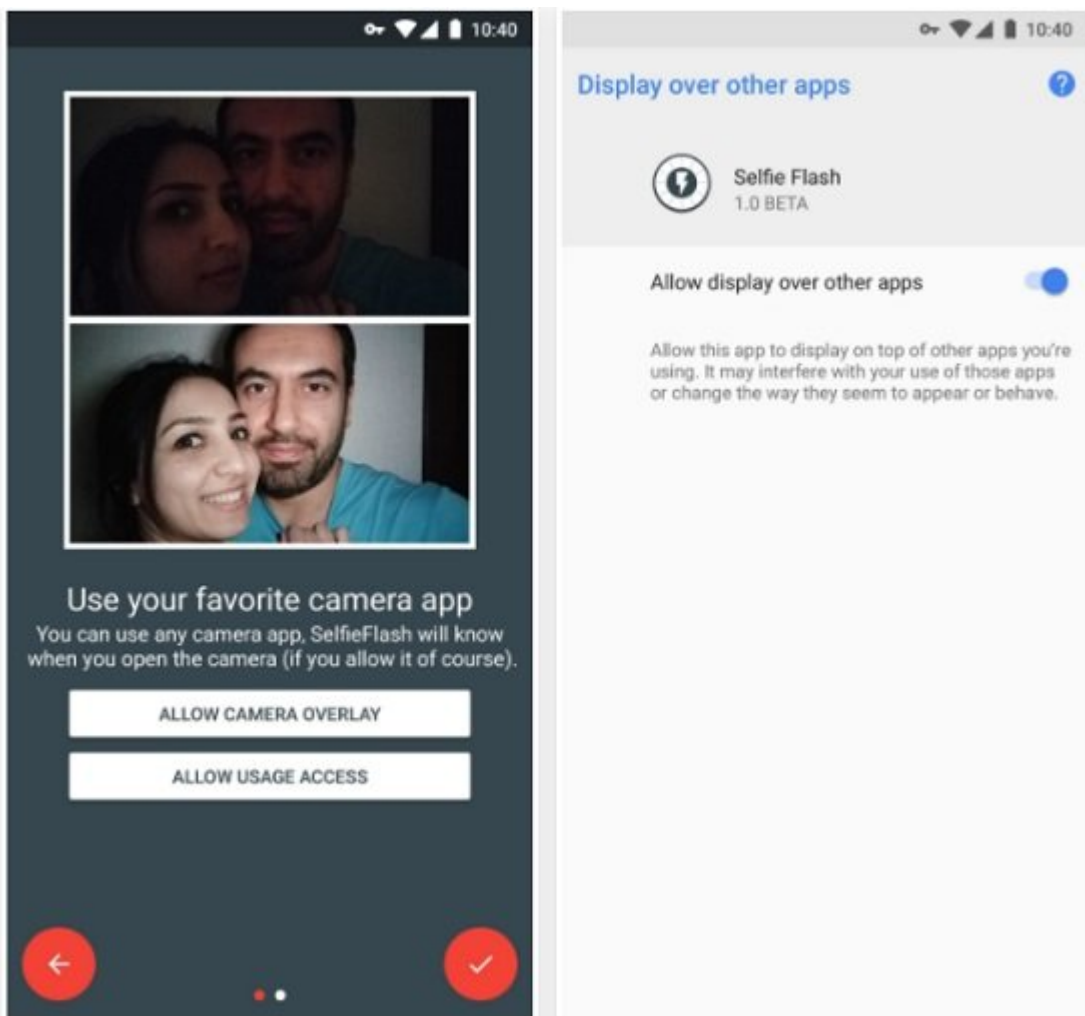 10:40
Use your favorite camera app
You can use any camera app, SelfieFlash will know
when you open the camera (if you allow it of course).
ALLOW CAMERA OVERLAY
ALLOW USAGE ACCESS
10:40
Display over other apps
?
Selfie Flash
1.0 BETA
Allow display over other apps
Allow this app to display on top of other apps you're
using. It may interfere with your use of those apps
or change the way they seem to appear or behave.